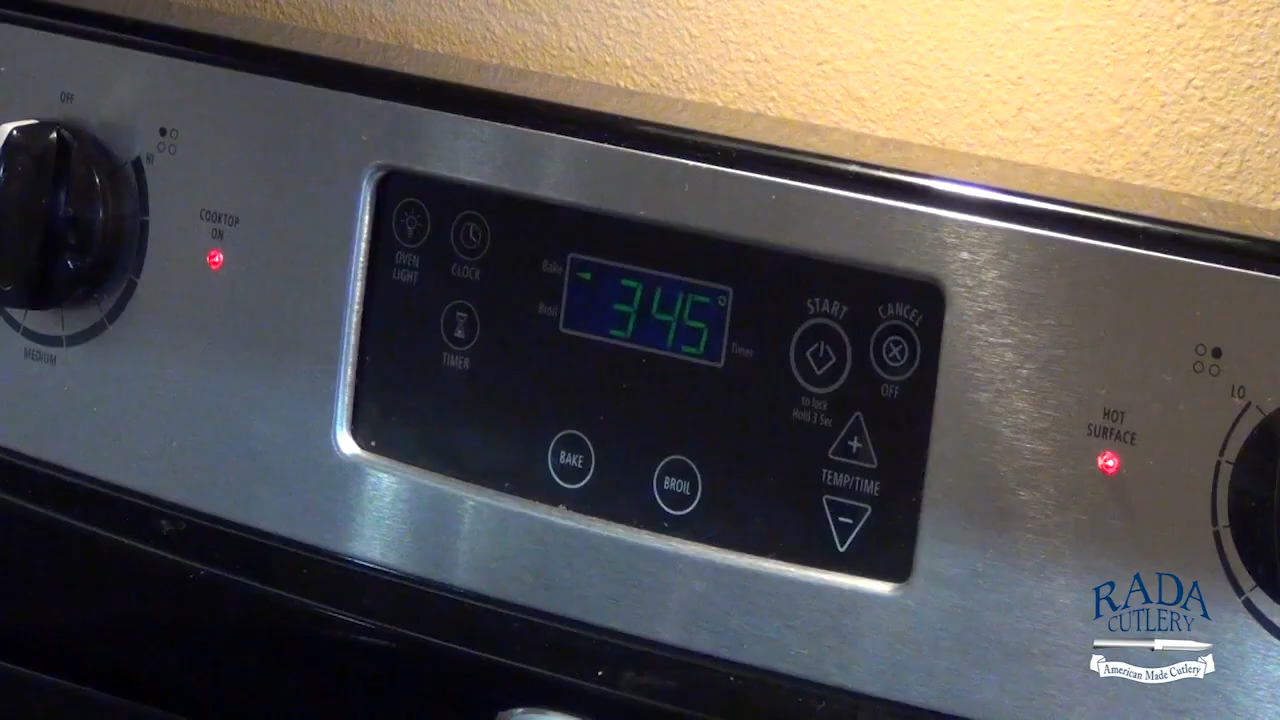 OFF
HI
MEDIUM
COOKTOP
ON
OVEN
LIGHT
CLOCK
TIMER
Bake
Broil
345°
Timer
START
to lock
Hold 3 Sec
CANCEL
OFF
TEMP/TIME
BAKE
BROIL
HOT
SURFACE
LO
RADA
CUTLERY
American Made Cutlery